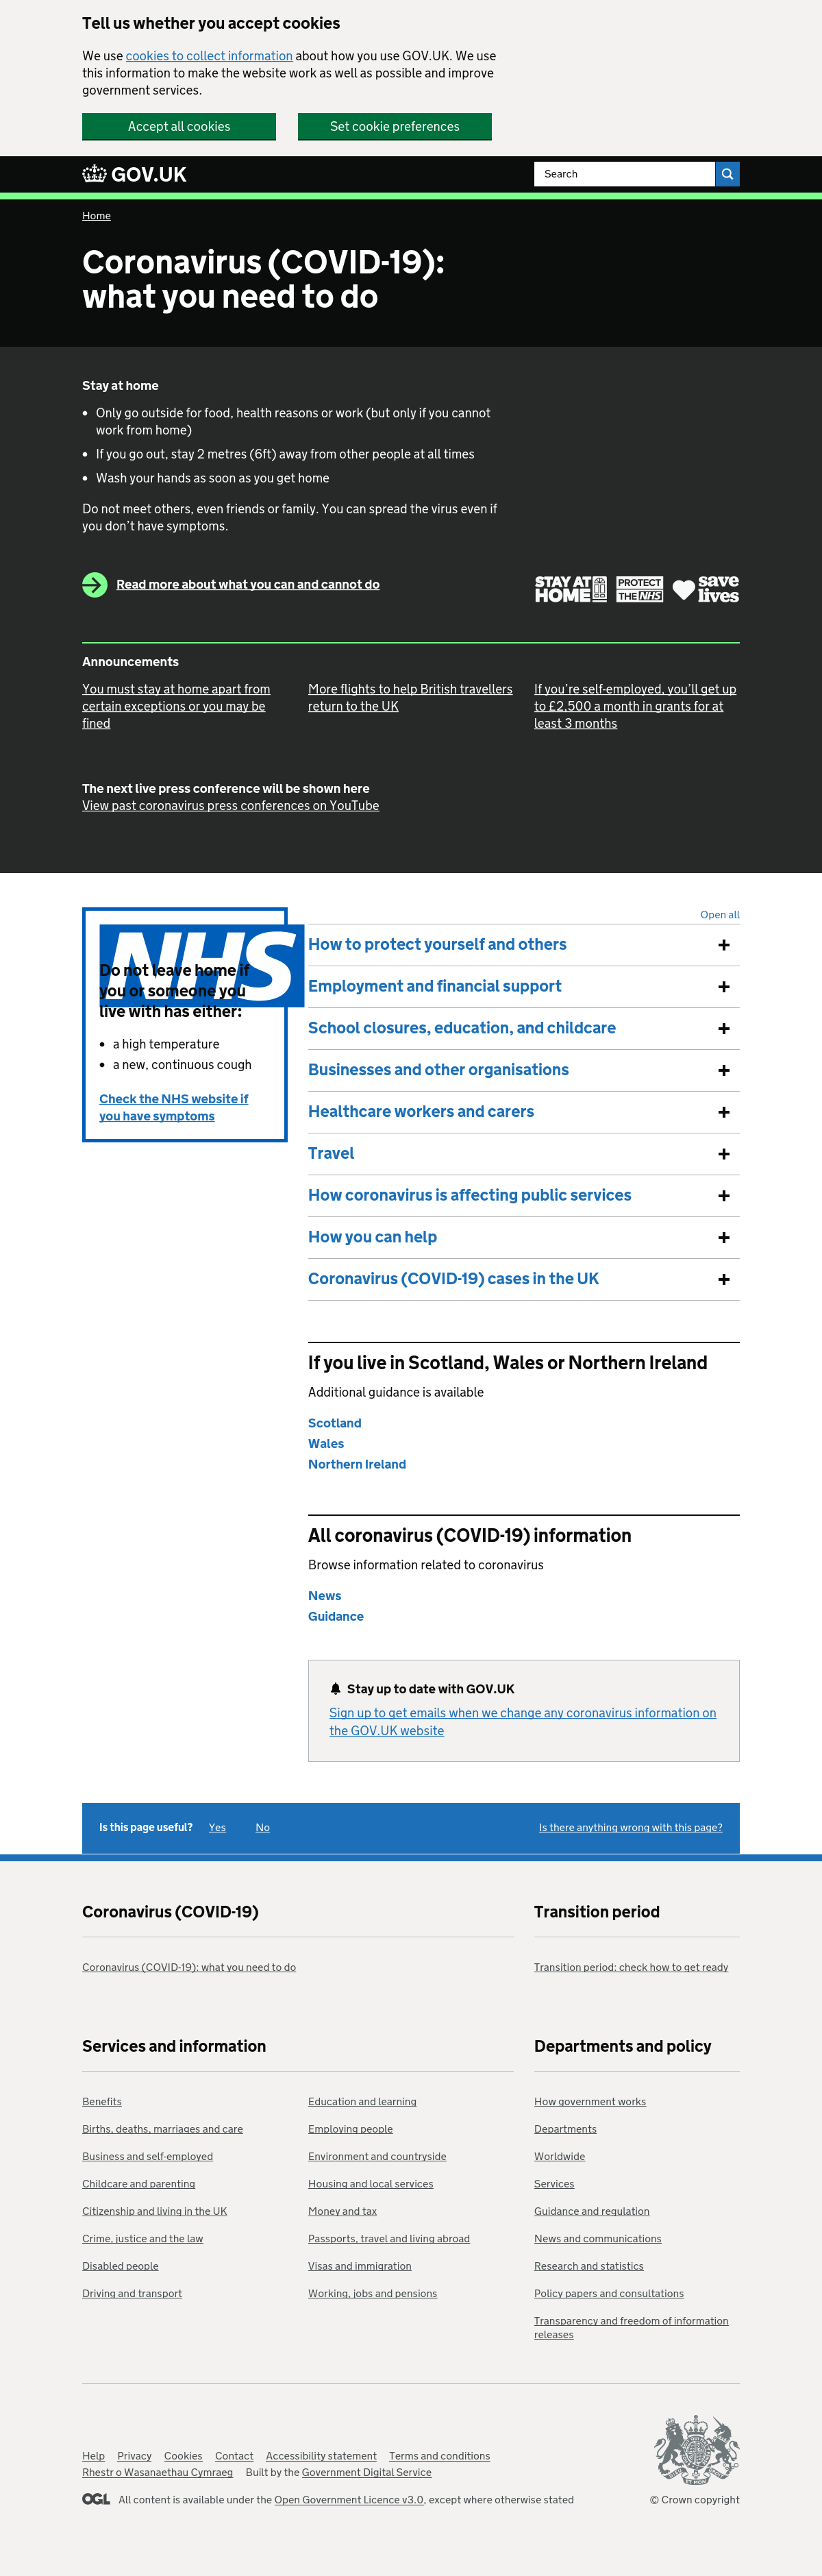 Tell us whether you accept cookies
We use cookies to collect information about how you use GOV.UK. We use
this information to make the website work as well as possible and improve
government services.
Accept all cookies
Set cookie preferences
GOV.UK
Search
Home
Coronavirus (COVID-19):
what you need to do
Stay at home
• Only go outside for food, health reasons or work (but only if you cannot
work from home)
• If you go out, stay 2 metres (6ft) away from other people at all times
• Wash your hands as soon as you get home
Do not meet others, even friends or family. You can spread the virus even if
you don’t have symptoms.
Read more about what you can and cannot do
STAY AT
HOME
PROTECT
THE NHS
save
lives
Announcements
You must stay at home apart from
certain exceptions or you may be
fined
More flights to help British travellers
return to the UK
If you’re self-employed, you’ll get up
to £2,500 a month in grants for at
least 3 months
The next live press conference will be shown here
View past coronavirus press conferences on YouTube
NHS
Do not leave home if
you or someone you
live with has either:
• a high temperature
• a new, continuous cough
Check the NHS website if
you have symptoms
Open all
How to protect yourself and others
Employment and financial support
School closures, education, and childcare
Businesses and other organisations
Healthcare workers and carers
Travel
How coronavirus is affecting public services
How you can help
Coronavirus (COVID-19) cases in the UK
If you live in Scotland, Wales or Northern Ireland
Additional guidance is available
Scotland
Wales
Northern Ireland
All coronavirus (COVID-19) information
Browse information related to coronavirus
News
Guidance
Stay up to date with GOV.UK
Sign up to get emails when we change any coronavirus information on
the GOV.UK website
Is this page useful?
Yes
No
Is there anything wrong with this page?
Coronavirus (COVID-19)
Coronavirus (COVID-19): what you need to do
Transition period
Transition period: check how to get ready
Services and information
Benefits
Births, deaths, marriages and care
Business and self-employed
Childcare and parenting
Citizenship and living in the UK
Crime, justice and the law
Disabled people
Driving and transport
Education and learning
Employing people
Environment and countryside
Housing and local services
Money and tax
Passports, travel and living abroad
Visas and immigration
Working, jobs and pensions
Departments and policy
How government works
Departments
Worldwide
Services
Guidance and regulation
News and communications
Research and statistics
Policy papers and consultations
Transparency and freedom of information
releases
Help Privacy Cookies Contact Accessibility statement Terms and conditions
Rhestr o Wasanaethau Cymraeg Built by the Government Digital Service
OGL All content is available under the Open Government Licence v3.0, except where otherwise stated
© Crown copyright